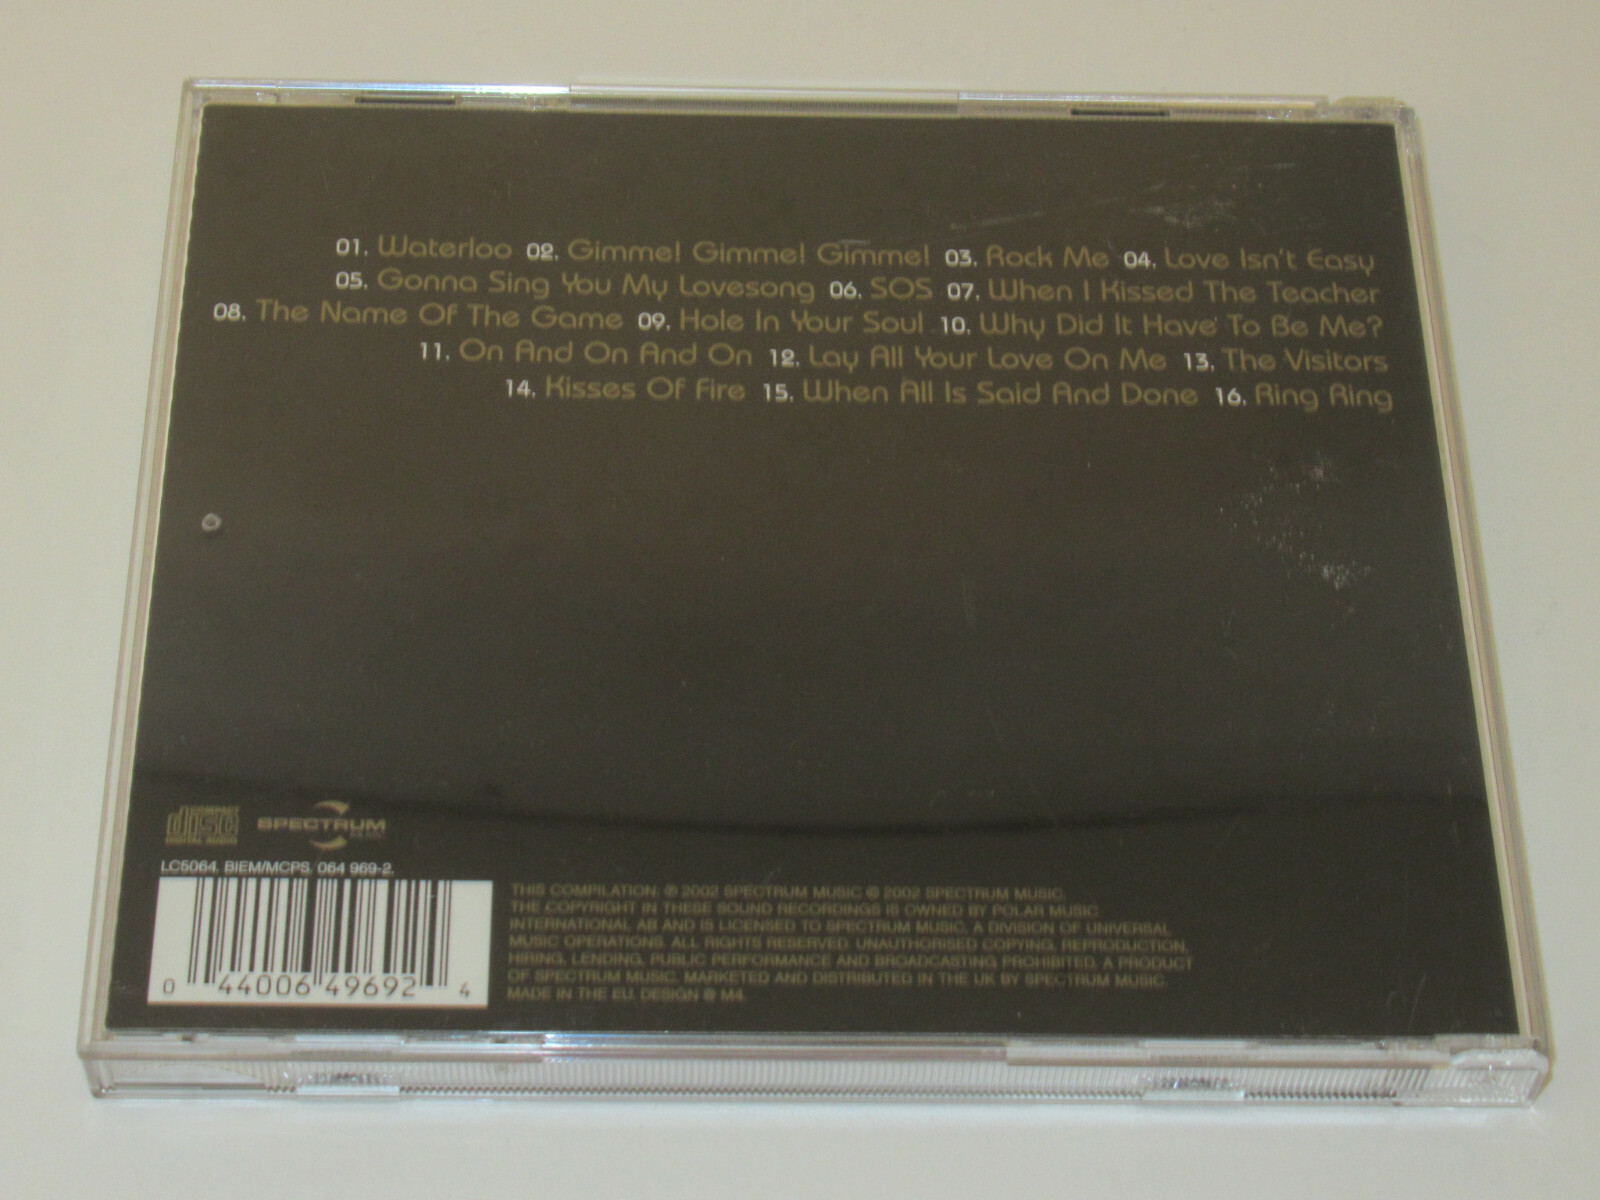 01. Waterloo 02. Gimme! Gimme! Gimme! 03. Rock Me 04. Love Isn't Easy
05. Gonna Sing You My Lovesong 06. SOS 07. When I Kissed The Teacher
08. The Name Of The Game 09. Hole In Your Soul 10. Why Did It Have To Be Me?
11. On And On And On 12. Lay All Your Love On Me 13. The Visitors
14. Kisses Of Fire 15. When All Is Said And Done 16. Ring Ring
COMPACT
disc
DIGITAL AUDIO
SPECTRUM
LC5064. BIEM/MCPS. 064 969-2.
0 44006 49692 4
THIS COMPILATION: ℗ 2002 SPECTRUM MUSIC © 2002 SPECTRUM MUSIC.
THE COPYRIGHT IN THESE SOUND RECORDINGS IS OWNED BY POLAR MUSIC
INTERNATIONAL AB AND IS LICENSED TO SPECTRUM MUSIC, A DIVISION OF UNIVERSAL
MUSIC OPERATIONS. ALL RIGHTS RESERVED. UNAUTHORISED COPYING, REPRODUCTION,
HIRING, LENDING, PUBLIC PERFORMANCE AND BROADCASTING PROHIBITED. A PRODUCT
OF SPECTRUM MUSIC. MARKETED AND DISTRIBUTED IN THE UK BY SPECTRUM MUSIC.
MADE IN THE EU. DESIGN @ M4.